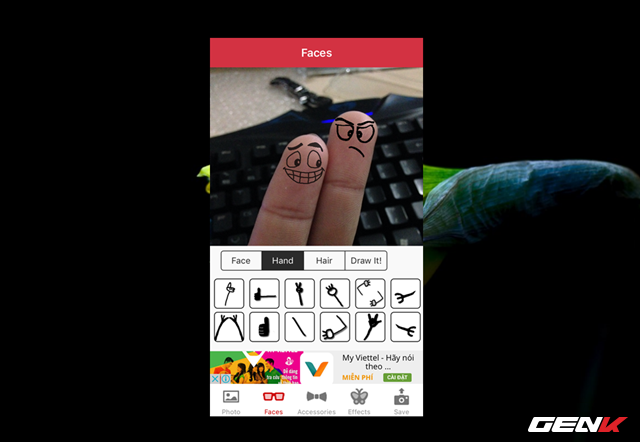 Faces
Face Hand Hair Draw It!
My Viettel - Hãy nói
theo ...
MIỄN PHÍ CÀI ĐẶT
Photo Faces Accessories Effects Save
GENK